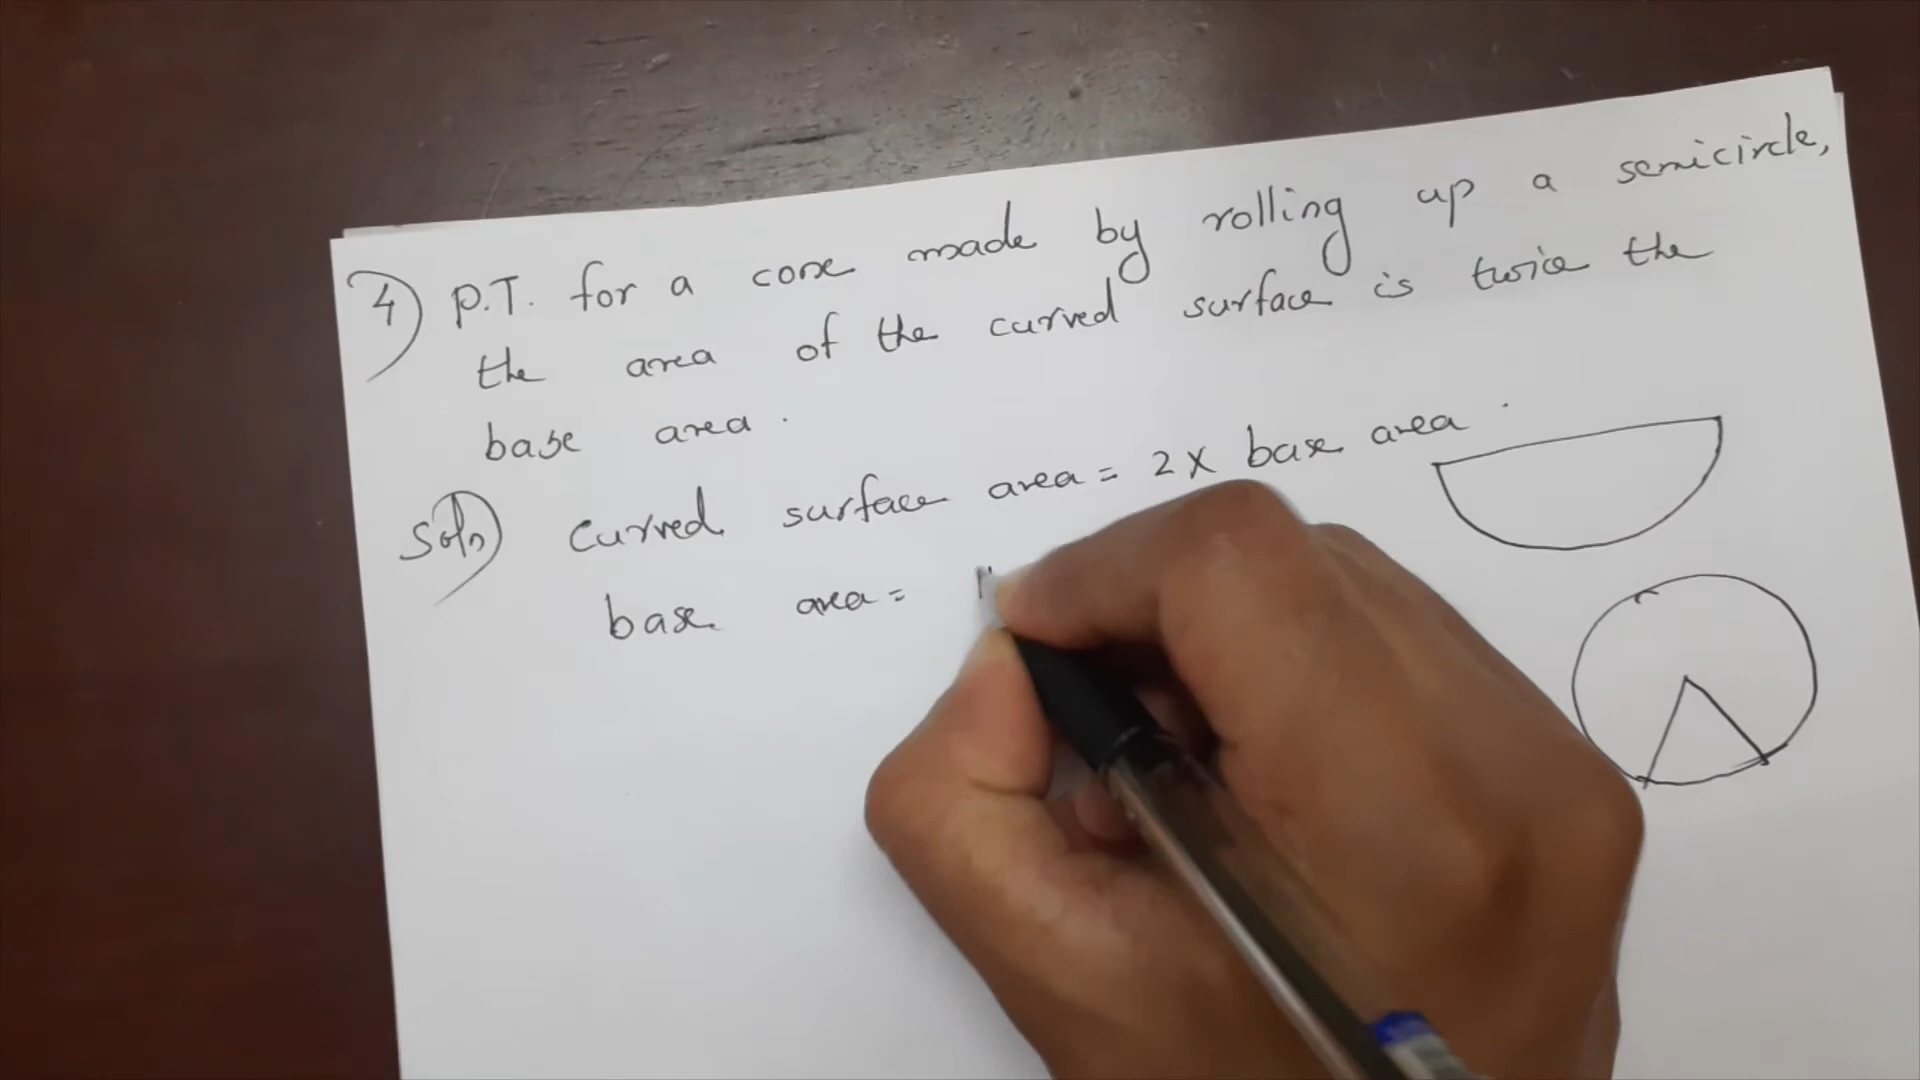 4) P.T. for a cone made by rolling up a semicircle,
the area of the curved surface is twice the
base area.
Soln) Curved surface area = 2 x base area.
base area =